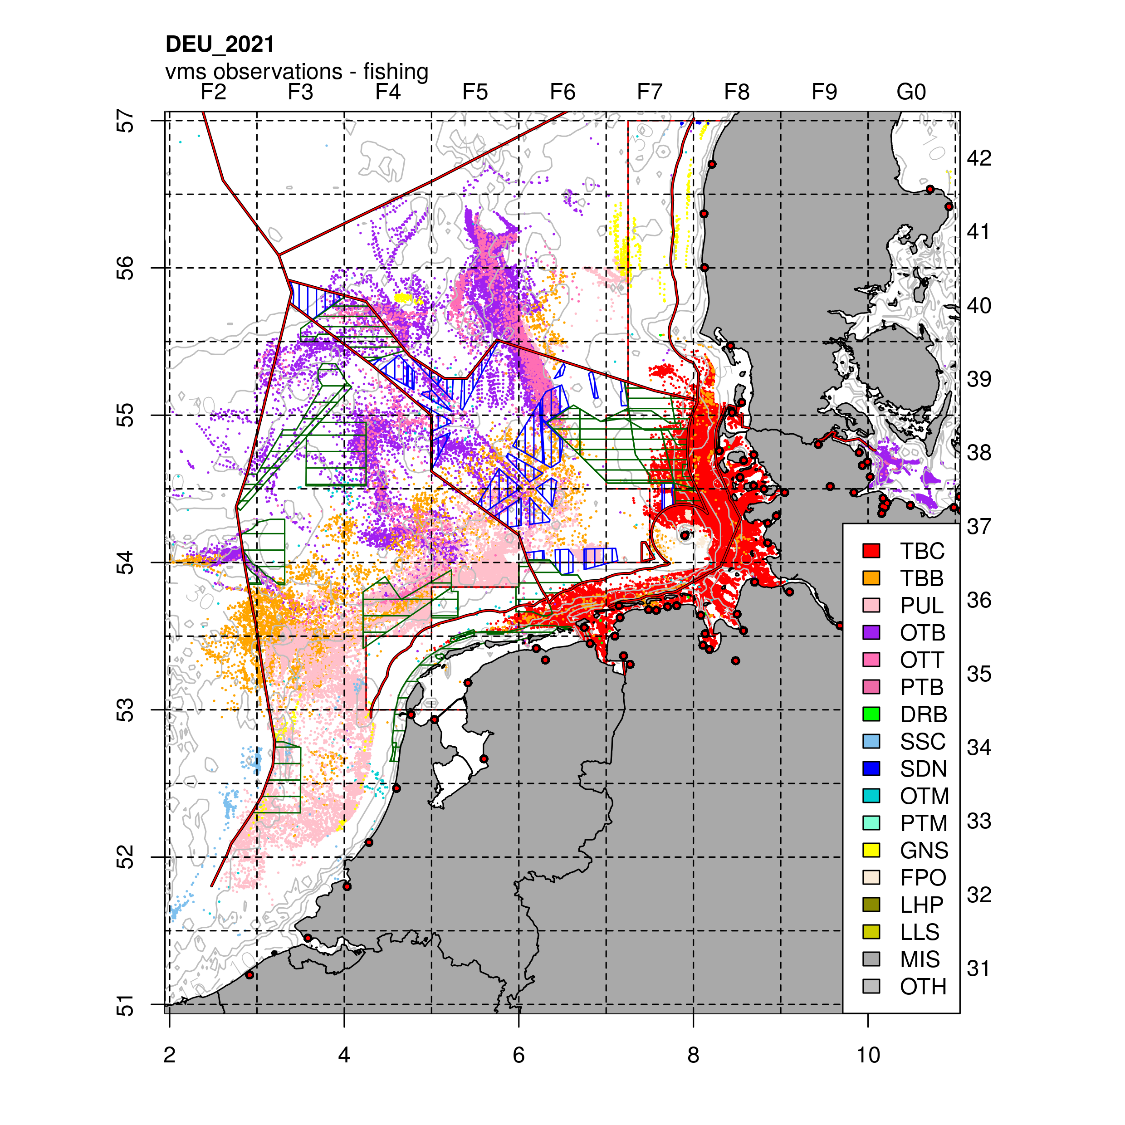 DEU_2021
vms observations - fishing
F2 F3 F4 F5 F6 F7 F8 F9 G0
57
56
55
54
53
52
51
42
41
40
39
38
37
36
35
34
33
32
31
TBC
TBB
PUL
OTB
OTT
PTB
DRB
SSC
SDN
OTM
PTM
GNS
FPO
LHP
LLS
MIS
OTH
2 4 6 8 10